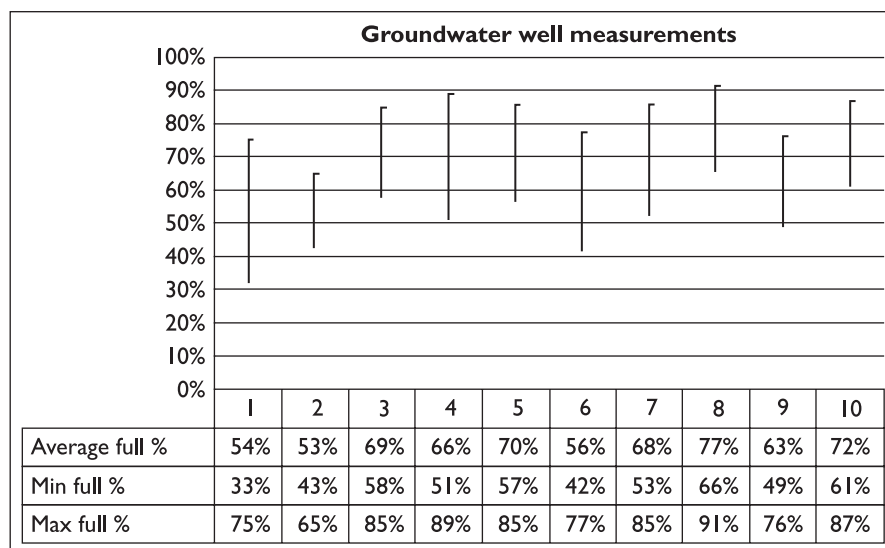 Groundwater well measurements
100%
90%
80%
70%
60%
50%
40%
30%
20%
10%
0%
1 2 3 4 5 6 7 8 9 10
Average full % 54% 53% 69% 66% 70% 56% 68% 77% 63% 72%
Min full % 33% 43% 58% 51% 57% 42% 53% 66% 49% 61%
Max full % 75% 65% 85% 89% 85% 77% 85% 91% 76% 87%